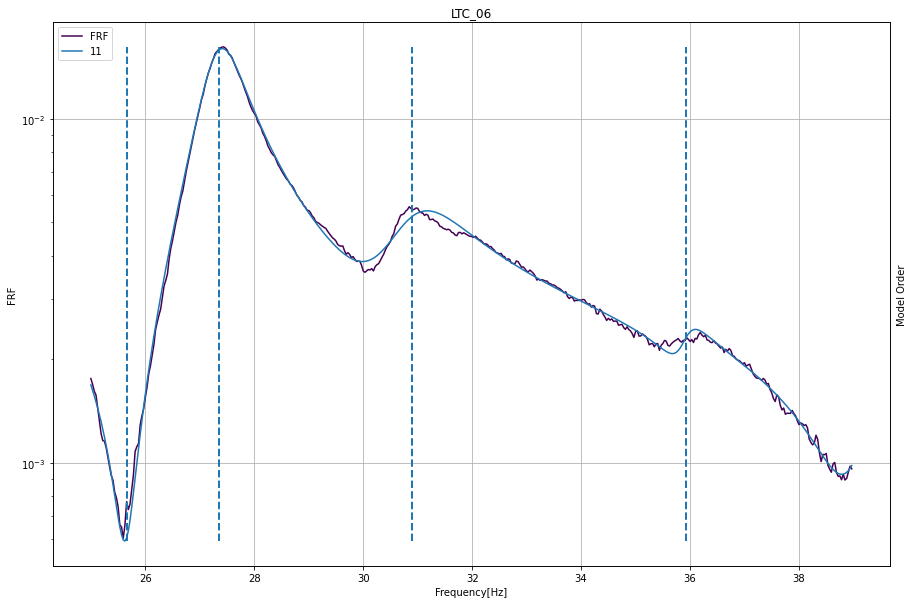 LTC_06
FRF
11
10⁻²
10⁻³
FRF
Model Order
26 28 30 32 34 36 38
Frequency[Hz]